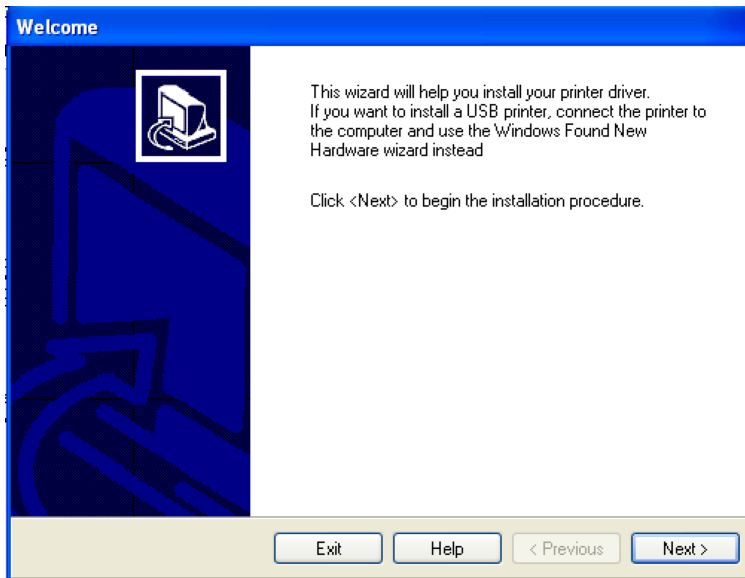 Welcome
This wizard will help you install your printer driver.
If you want to install a USB printer, connect the printer to
the computer and use the Windows Found New
Hardware wizard instead
Click <Next> to begin the installation procedure.
Exit
Help
< Previous
Next >